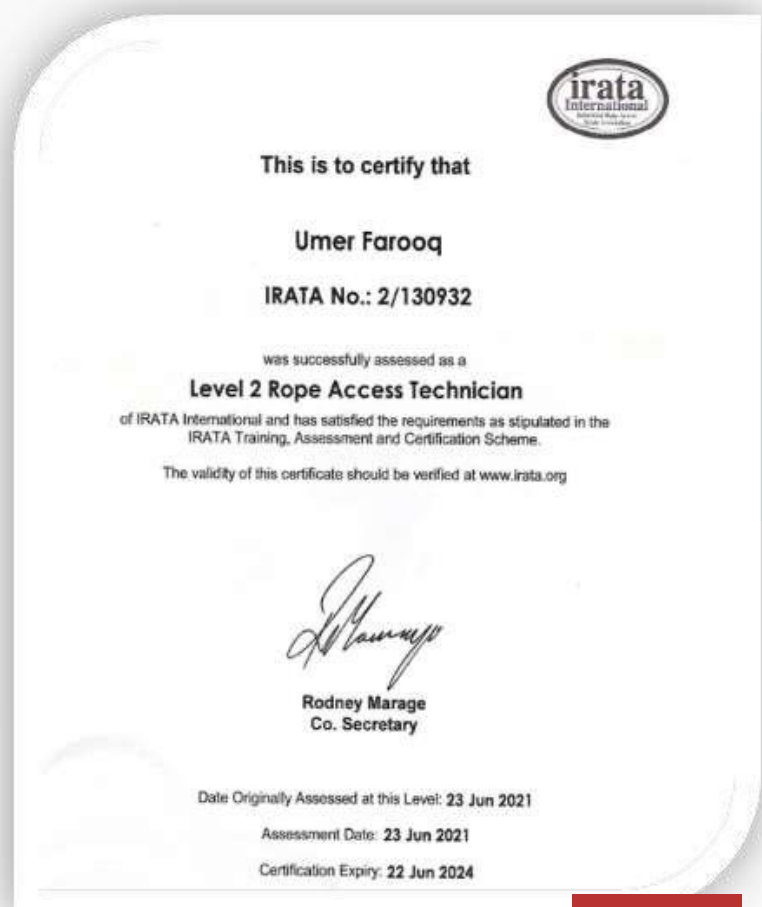 irata
International
This is to certify that
Umer Farooq
IRATA No.: 2/130932
was successfully assessed as a
Level 2 Rope Access Technician
of IRATA International and has satisfied the requirements as stipulated in the
IRATA Training, Assessment and Certification Scheme.
The validity of this certificate should be verified at www.irata.org
Rodney Marage
Co. Secretary
Date Originally Assessed at this Level: 23 Jun 2021
Assessment Date: 23 Jun 2021
Certification Expiry: 22 Jun 2024